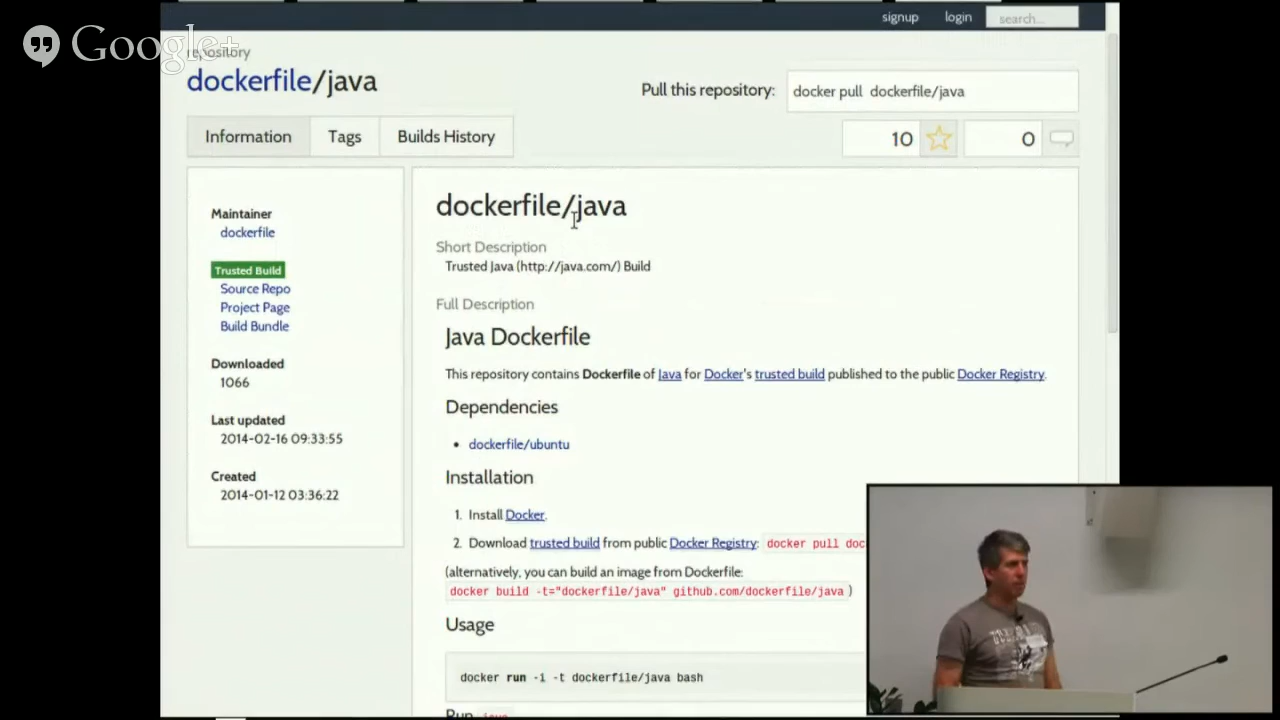 signup login search...
Google+
repository
dockerfile/java
Pull this repository: docker pull dockerfile/java
Information Tags Builds History
10 0
Maintainer
dockerfile
Trusted Build
Source Repo
Project Page
Build Bundle
Downloaded
1066
Last updated
2014-02-16 09:33:55
Created
2014-01-12 03:36:22
dockerfile/java
Short Description
Trusted Java (http://java.com/) Build
Full Description
Java Dockerfile
This repository contains Dockerfile of Java for Docker's trusted build published to the public Docker Registry.
Dependencies
• dockerfile/ubuntu
Installation
1. Install Docker.
2. Download trusted build from public Docker Registry: docker pull doc
(alternatively, you can build an image from Dockerfile:
docker build -t="dockerfile/java" github.com/dockerfile/java )
Usage
docker run -i -t dockerfile/java bash
Run java